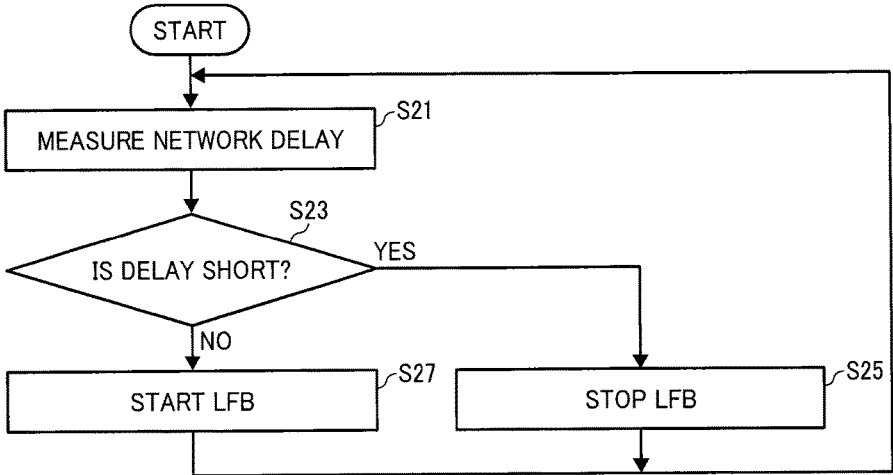 START
MEASURE NETWORK DELAY
S21
IS DELAY SHORT?
S23
YES
NO
START LFB
S27
STOP LFB
S25